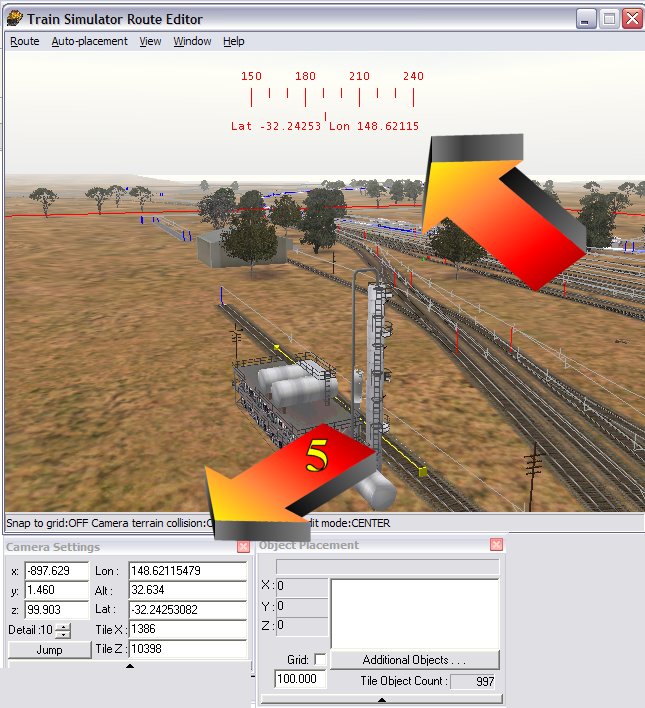 Train Simulator Route Editor
Route Auto-placement View Window Help
150 180 210 240
Lat -32.24253 Lon 148.62115
5
Snap to grid:OFF Camera terrain collision: dit mode:CENTER
Camera Settings
x: -897.629 Lon : 148.62115479
y: 1.460 Alt : 32.634
z: 99.903 Lat : -32.24253082
Detail :10 Tile X : 1386
Jump Tile Z : 10398
Object Placement
X : 0
Y : 0
Z : 0
Grid: Additional Objects . . .
100.000 Tile Object Count : 997